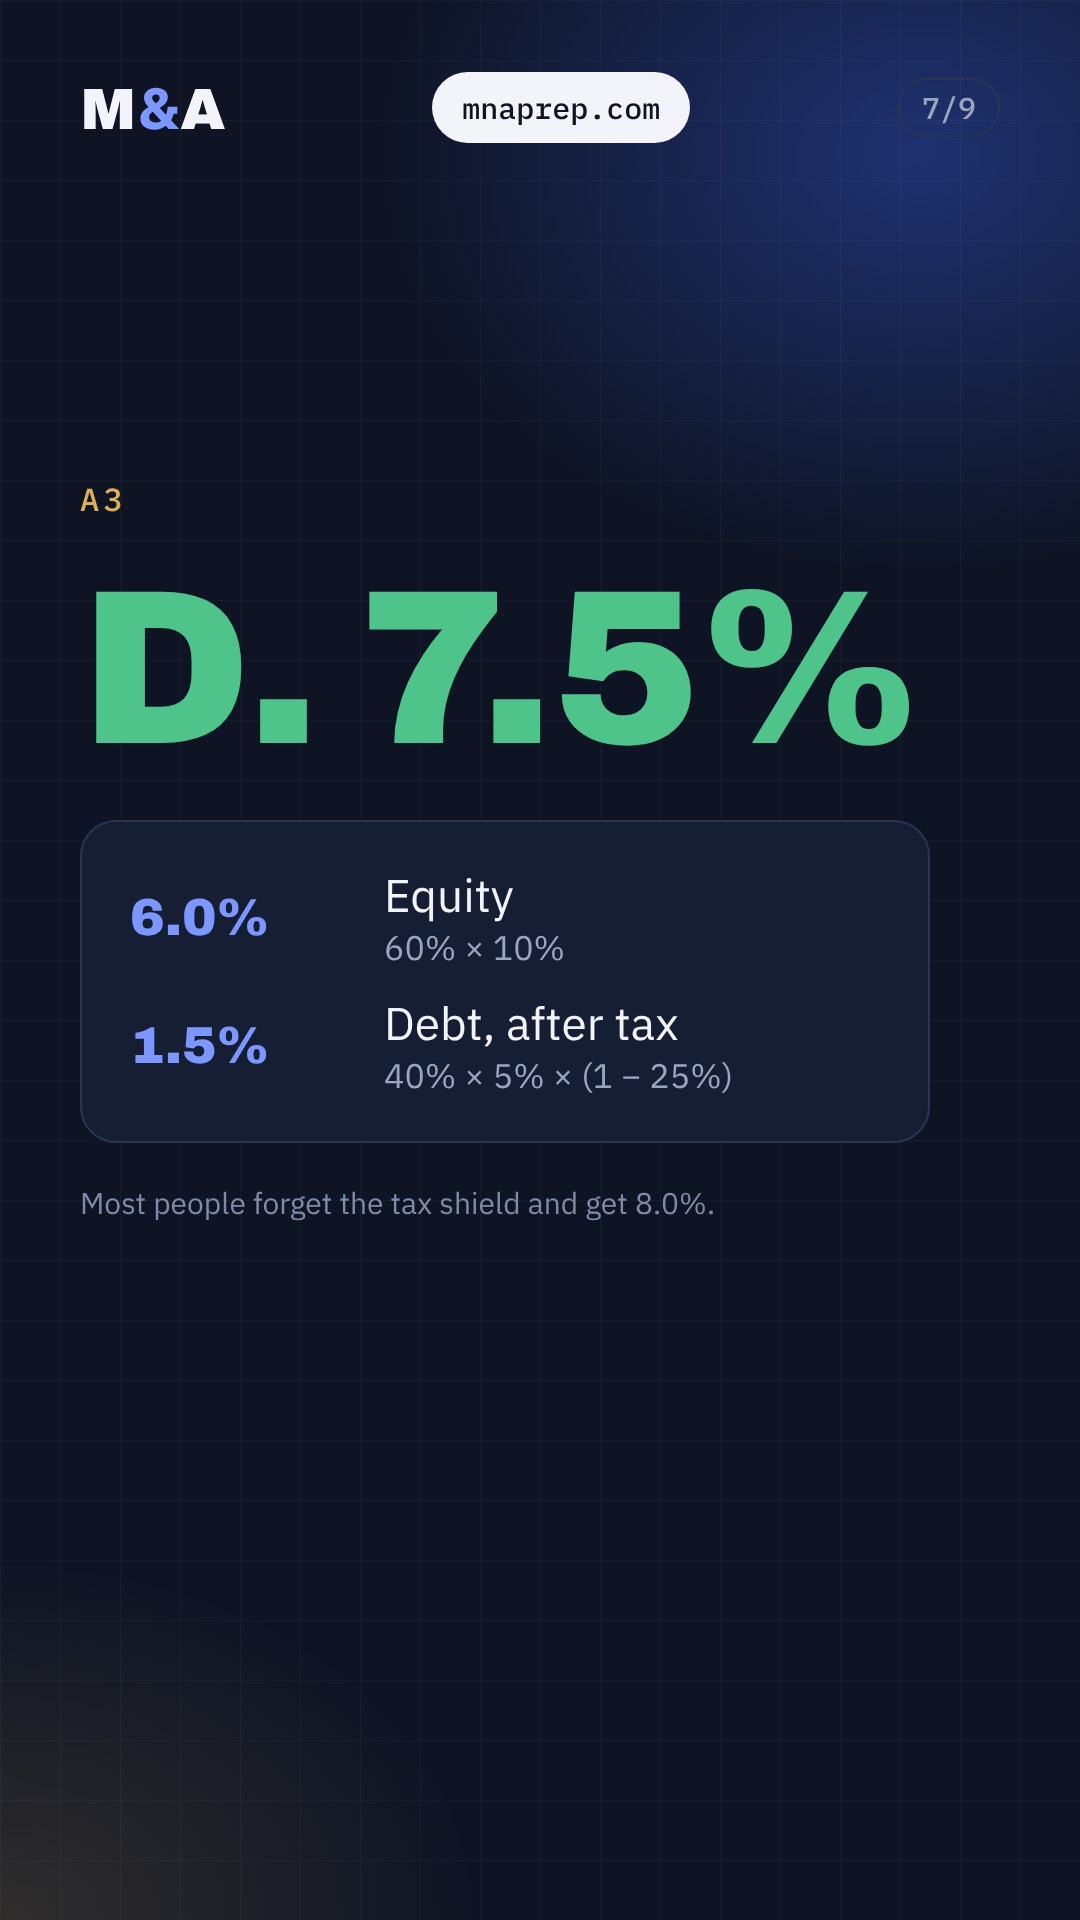 M&A
mnaprep.com
7/9
A3
D. 7.5%
6.0%
Equity
60% × 10%
1.5%
Debt, after tax
40% × 5% × (1 – 25%)
Most people forget the tax shield and get 8.0%.